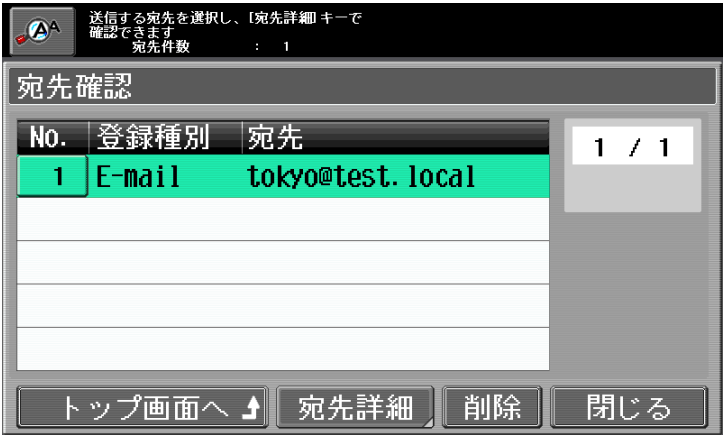 送信する宛先を選択し、[宛先詳細]キーで
確認できます
宛先件数 : 1
宛先確認
No. 登録種別 宛先
1 / 1
1 E-mail tokyo@test.local
トップ画面へ 宛先詳細 削除 閉じる